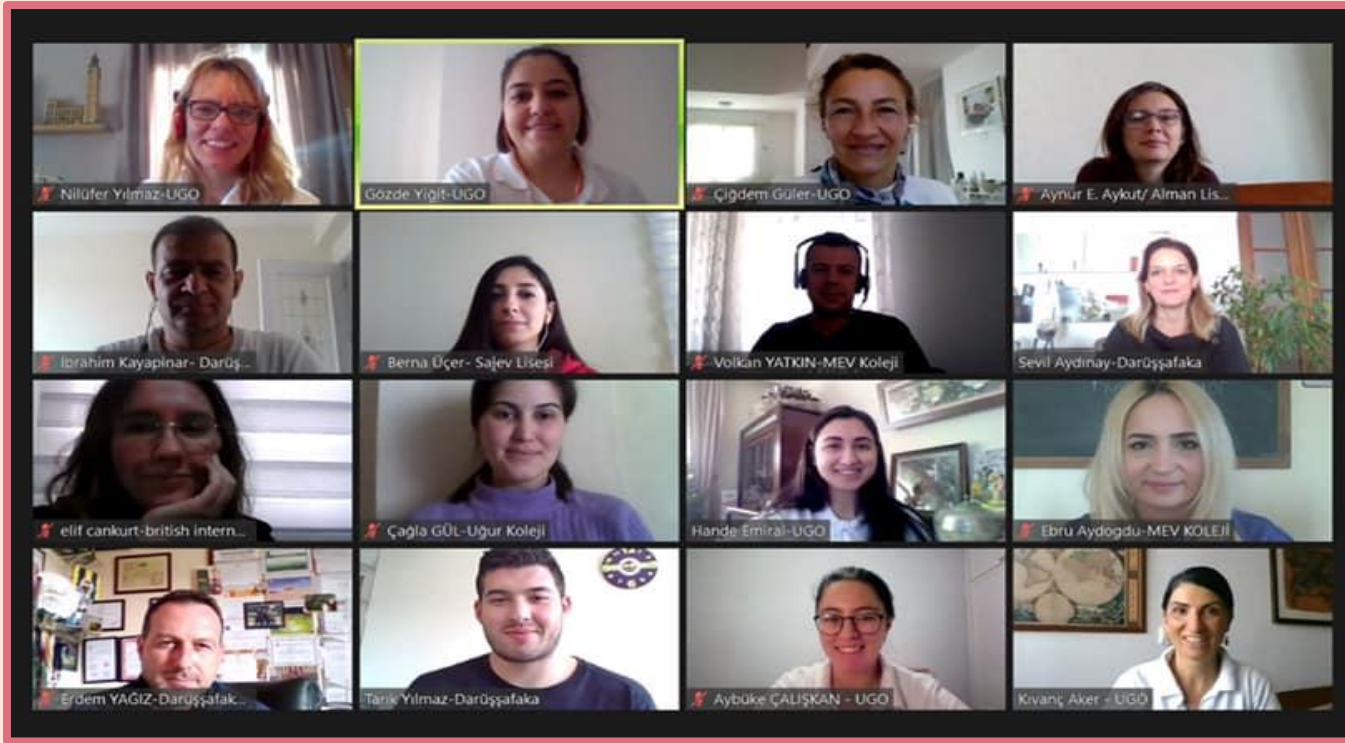 Nilüfer Yılmaz-UGO
Gözde Yiğit-UGO
Çiğdem Güler-UGO
Aynur E. Aykut/ Alman Lis...
İbrahim Kayapinar- Darüş...
Berna Üçer- Sajev Lisesi
Volkan YATKIN-MEV Koleji
Sevil Aydınay-Darüşşafaka
elif cankurt-british intern...
Çağla GÜL-Uğur Koleji
Hande Emiral-UGO
Ebru Aydogdu-MEV KOLEJİ
Erdem YAĞIZ-Darüşşafak...
Tarık Yılmaz-Darüşşafaka
Aybüke ÇALIŞKAN - UGO
Kıvanç Aker - UGO